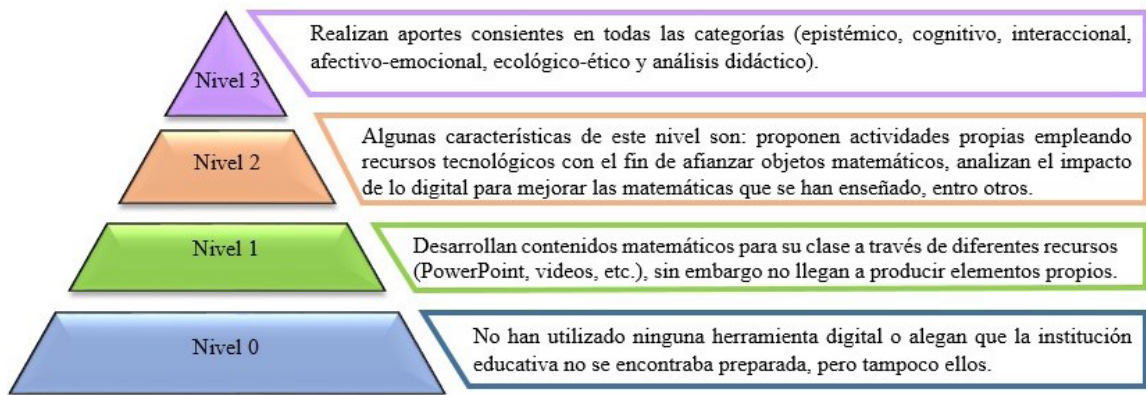 Nivel 3
Realizan aportes consientes en todas las categorías (epistémico, cognitivo, interaccional,
afectivo-emocional, ecológico-ético y análisis didáctico).
Nivel 2
Algunas características de este nivel son: proponen actividades propias empleando
recursos tecnológicos con el fin de afianzar objetos matemáticos, analizan el impacto
de lo digital para mejorar las matemáticas que se han enseñado, entro otros.
Nivel 1
Desarrollan contenidos matemáticos para su clase a través de diferentes recursos
(PowerPoint, videos, etc.), sin embargo no llegan a producir elementos propios.
Nivel 0
No han utilizado ninguna herramienta digital o alegan que la institución
educativa no se encontraba preparada, pero tampoco ellos.